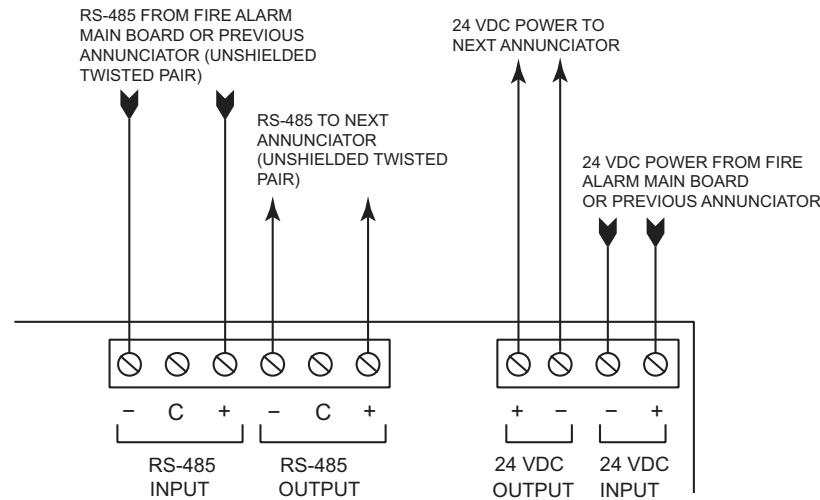 RS-485 FROM FIRE ALARM
MAIN BOARD OR PREVIOUS
ANNUNCIATOR (UNSHIELDED
TWISTED PAIR)
RS-485 TO NEXT
ANNUNCIATOR
(UNSHIELDED TWISTED
PAIR)
24 VDC POWER TO
NEXT ANNUNCIATOR
24 VDC POWER FROM FIRE
ALARM MAIN BOARD
OR PREVIOUS ANNUNCIATOR
– C + – C +
+ – – +
RS-485
INPUT
RS-485
OUTPUT
24 VDC
OUTPUT
24 VDC
INPUT